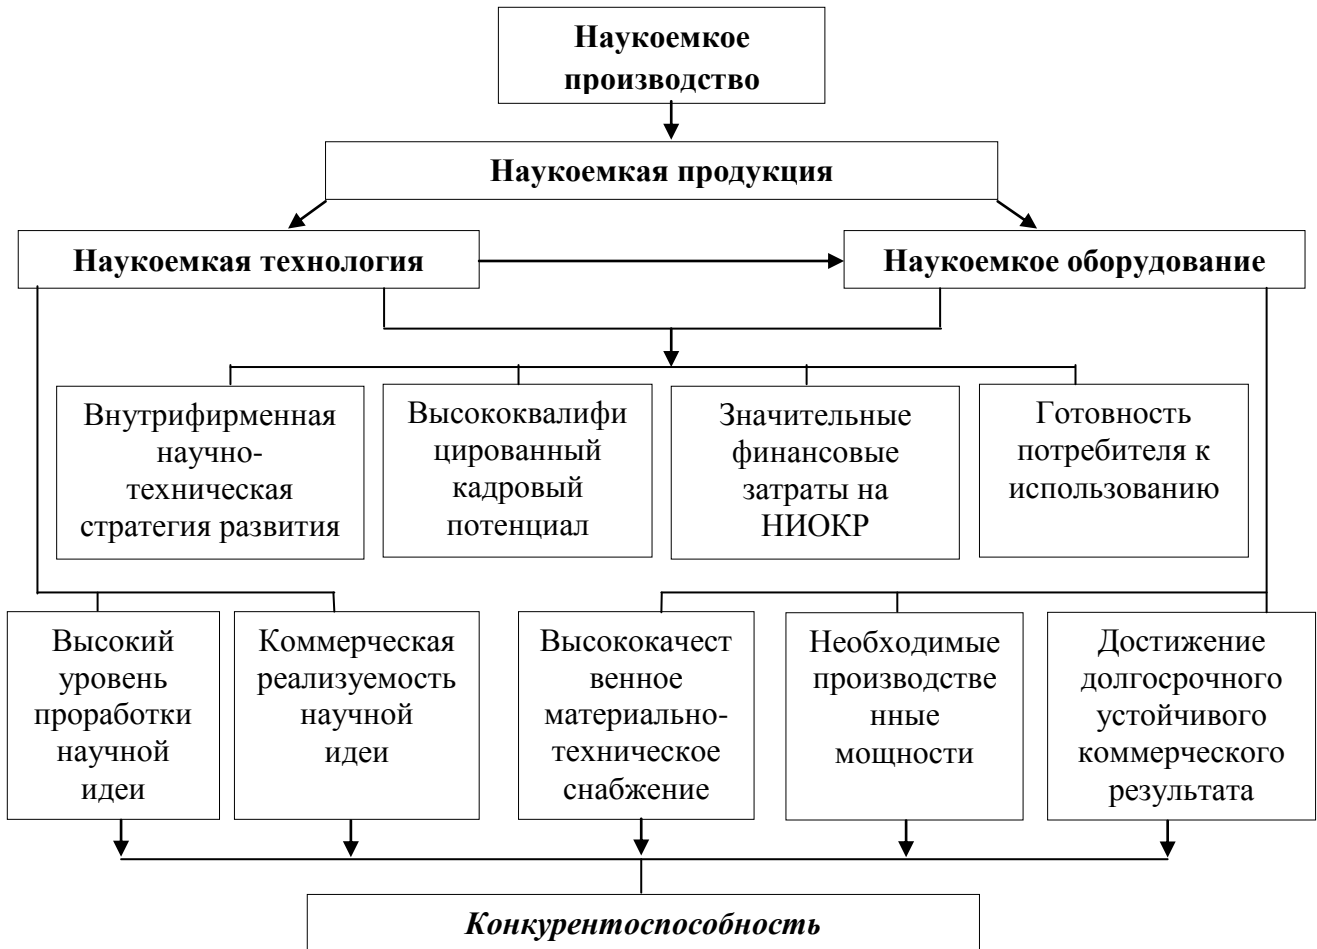 Наукоемкое
производство
Наукоемкая продукция
Наукоемкая технология
Наукоемкое оборудование
Внутрифирменная
научно-
техническая
стратегия развития
Высококвалифи
цированный
кадровый
потенциал
Значительные
финансовые
затраты на
НИОКР
Готовность
потребителя к
использованию
Высокий
уровень
проработки
научной
идеи
Коммерческая
реализуемость
научной
идеи
Высококачест
венное
материально-
техническое
снабжение
Необходимые
производстве
нные
мощности
Достижение
долгосрочного
устойчивого
коммерческого
результата
Конкурентоспособность